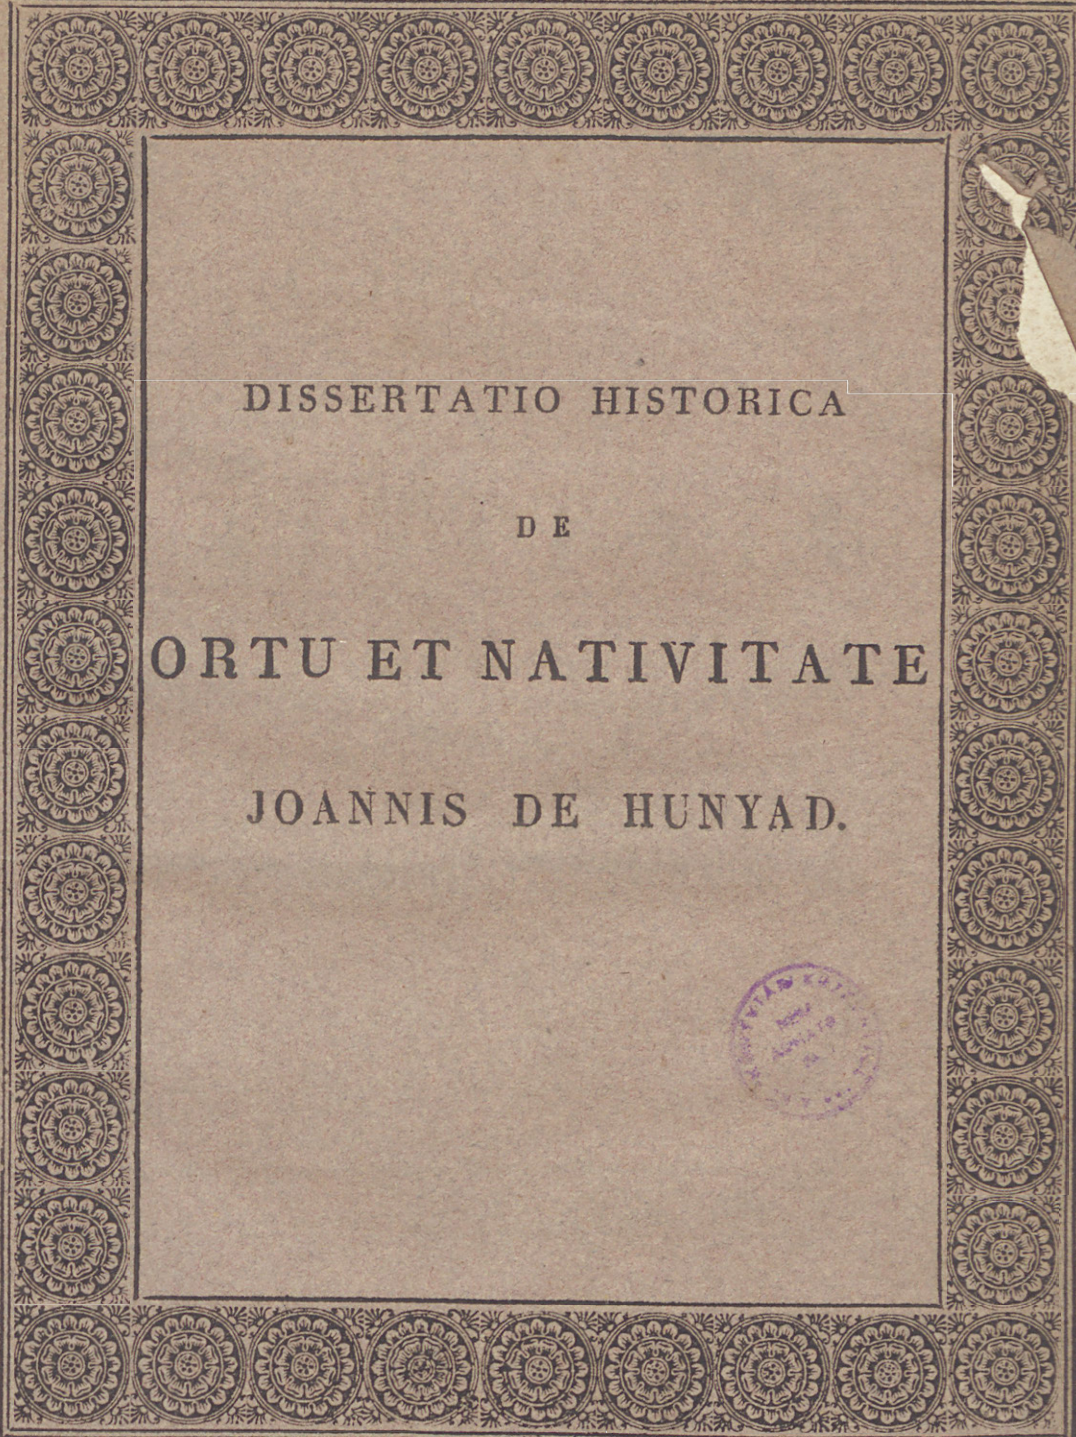 DISSERTATIO HISTORICA
DE
ORTU ET NATIVITATE
JOANNIS DE HUNYAD.